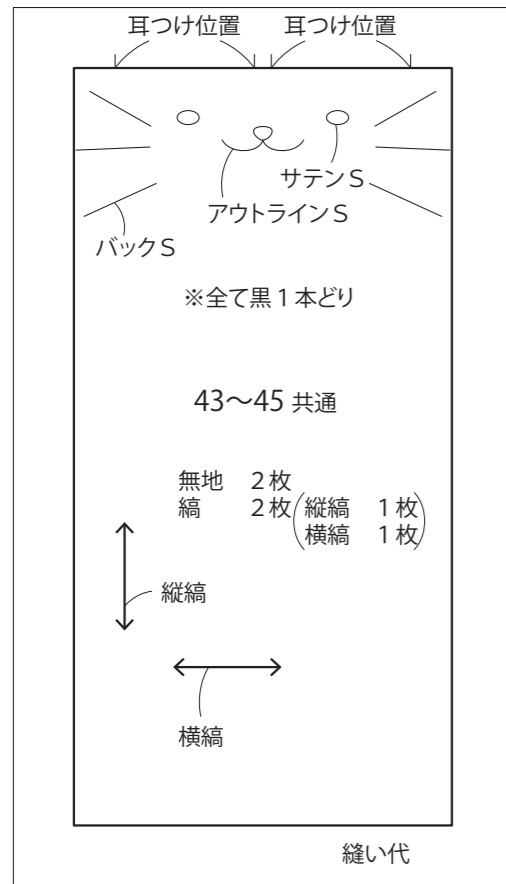 耳つけ位置 耳つけ位置
サテンS
アウトラインS
バックS
※全て黒1本どり
43〜45 共通
無地 2枚
縞 2枚(縦縞 1枚
横縞 1枚)
縦縞
横縞
縫い代